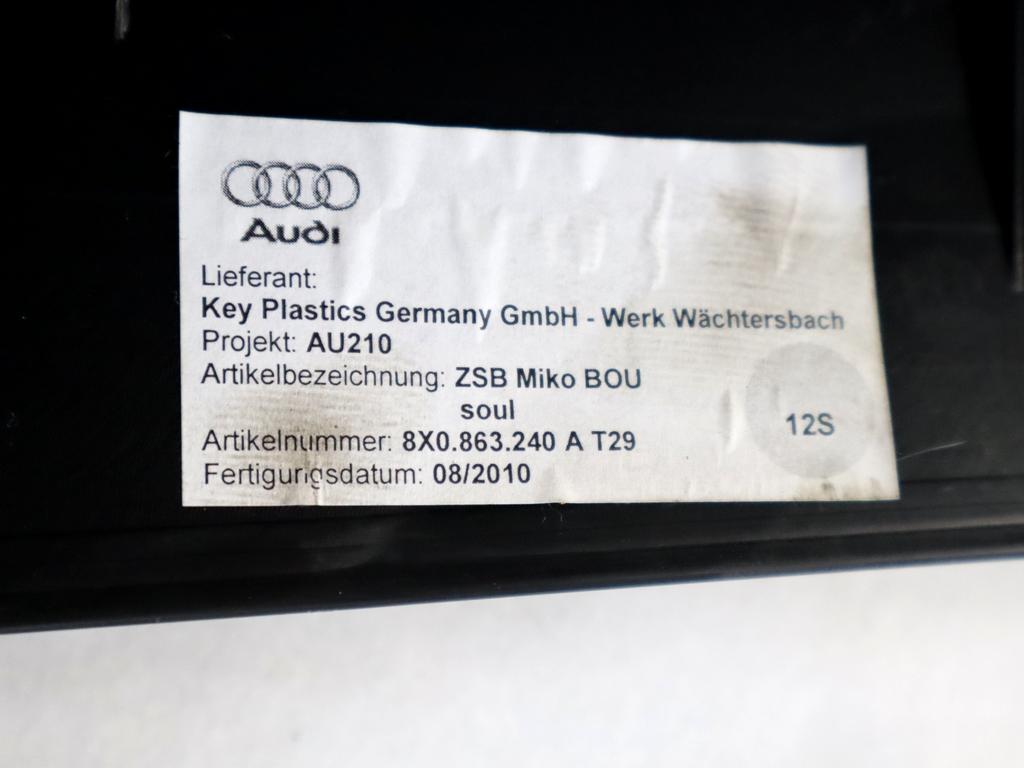 Audi
Lieferant:
Key Plastics Germany GmbH - Werk Wächtersbach
Projekt: AU210
Artikelbezeichnung: ZSB Miko BOU
soul
12S
Artikelnummer: 8X0.863.240 A T29
Fertigungsdatum: 08/2010